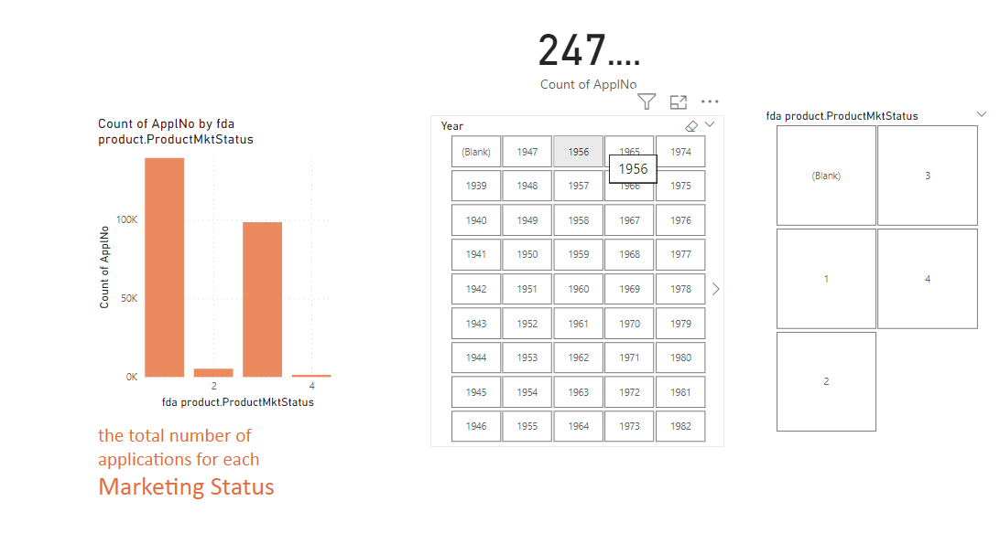 247....
Count of ApplNo
Count of ApplNo by fda
product.ProductMktStatus
100K
50K
0K
Count of ApplNo
2 4
fda product.ProductMktStatus
the total number of
applications for each
Marketing Status
Year
(Blank) 1947 1956 1965 1974
1956
1939 1948 1957 1966 1975
1940 1949 1958 1967 1976
1941 1950 1959 1968 1977
1942 1951 1960 1969 1978
1943 1952 1961 1970 1979
1944 1953 1962 1971 1980
1945 1954 1963 1972 1981
1946 1955 1964 1973 1982
fda product.ProductMktStatus
(Blank) 3
1 4
2